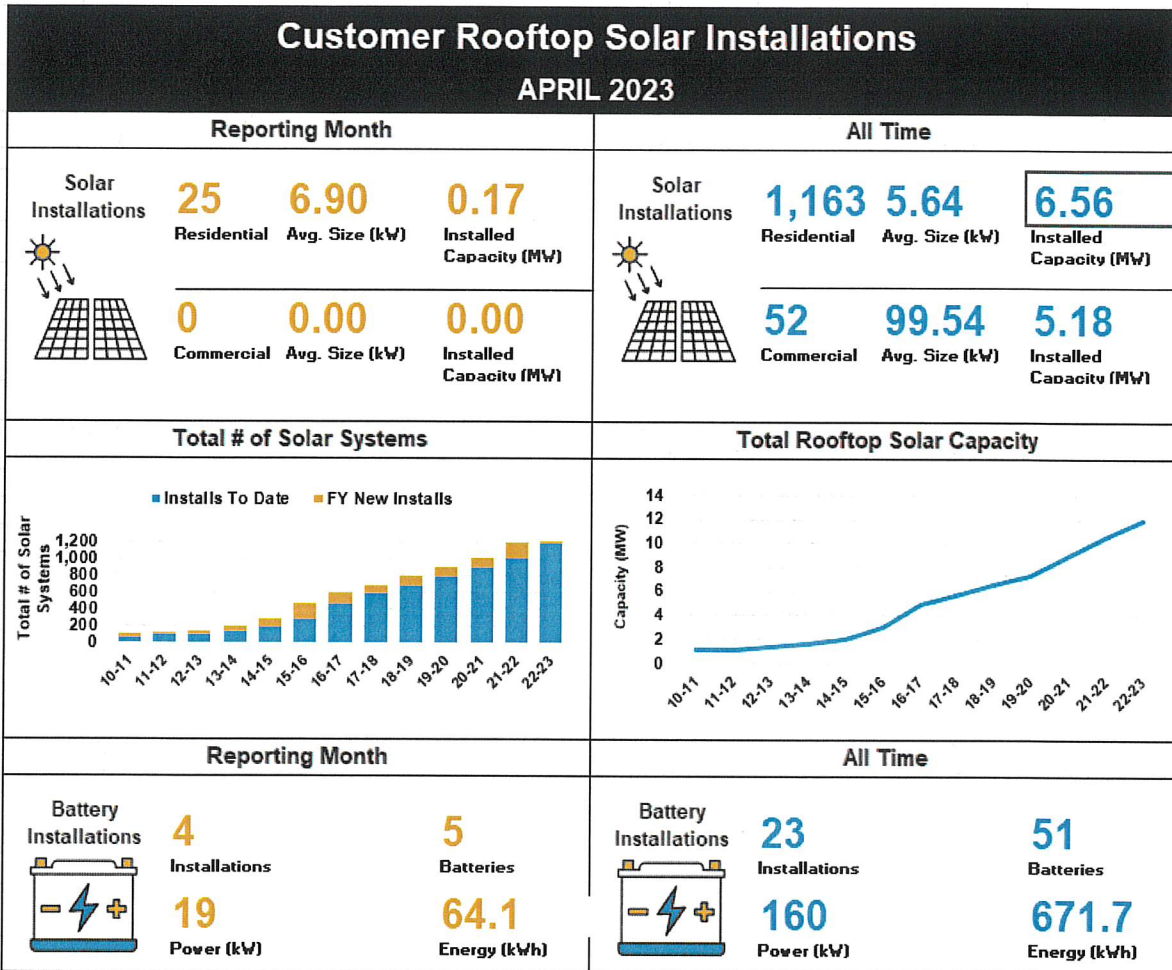 Customer Rooftop Solar Installations
APRIL 2023
Reporting Month
Solar
Installations
25
Residential
6.90
Avg. Size (kW)
0.17
Installed
Capacity (MW)
0
Commercial
0.00
Avg. Size (kW)
0.00
Installed
Capacity (MW)
All Time
Solar
Installations
1,163
Residential
5.64
Avg. Size (kW)
6.56
Installed
Capacity (MW)
52
Commercial
99.54
Avg. Size (kW)
5.18
Installed
Capacity (MW)
Total # of Solar Systems
Installs To Date FY New Installs
Total # of Solar
Systems
1,200
1,000
800
600
400
200
0
10-11 11-12 12-13 13-14 14-15 15-16 16-17 17-18 18-19 19-20 20-21 21-22 22-23
Total Rooftop Solar Capacity
Capacity (MW)
14
12
10
8
6
4
2
0
10-11 11-12 12-13 13-14 14-15 15-16 16-17 17-18 18-19 19-20 20-21 21-22 22-23
Reporting Month
Battery
Installations
4
Installations
5
Batteries
19
Power (kW)
64.1
Energy (kWh)
All Time
Battery
Installations
23
Installations
51
Batteries
160
Power (kW)
671.7
Energy (kWh)